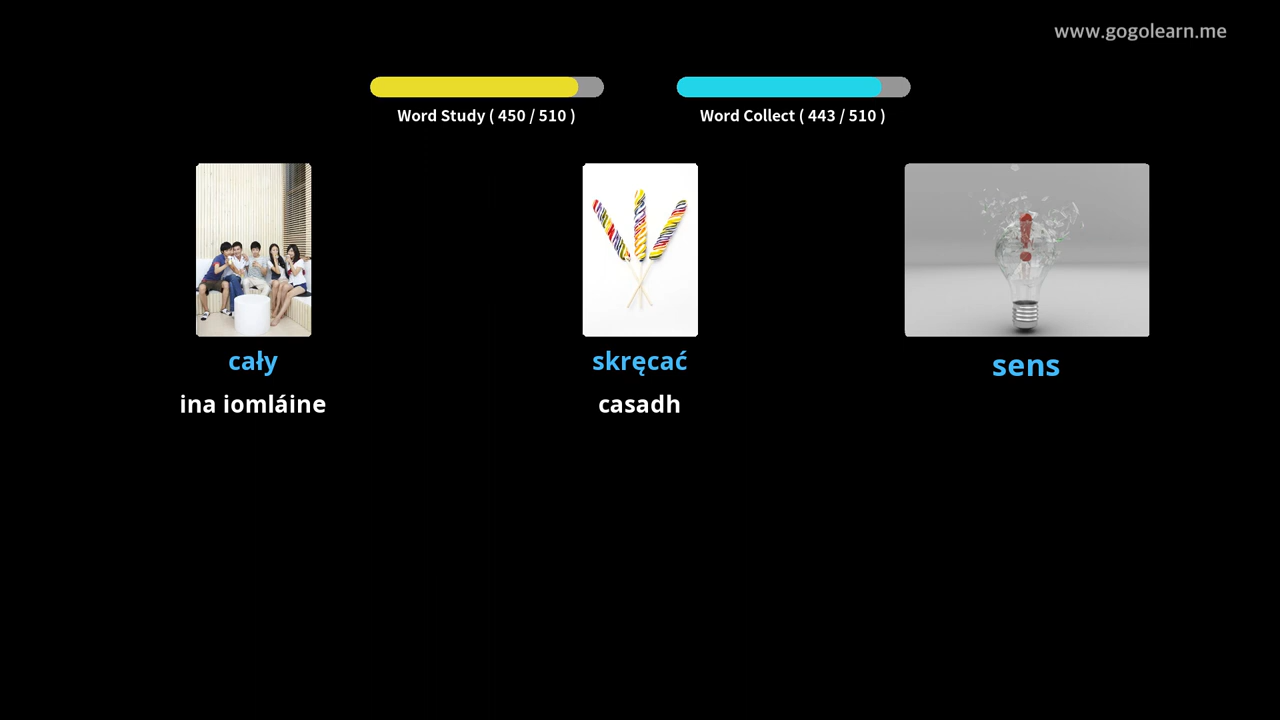 www.gogolearn.me
Word Study ( 450 / 510 )
Word Collect ( 443 / 510 )
cały
skręcać
sens
ina iomláine
casadh